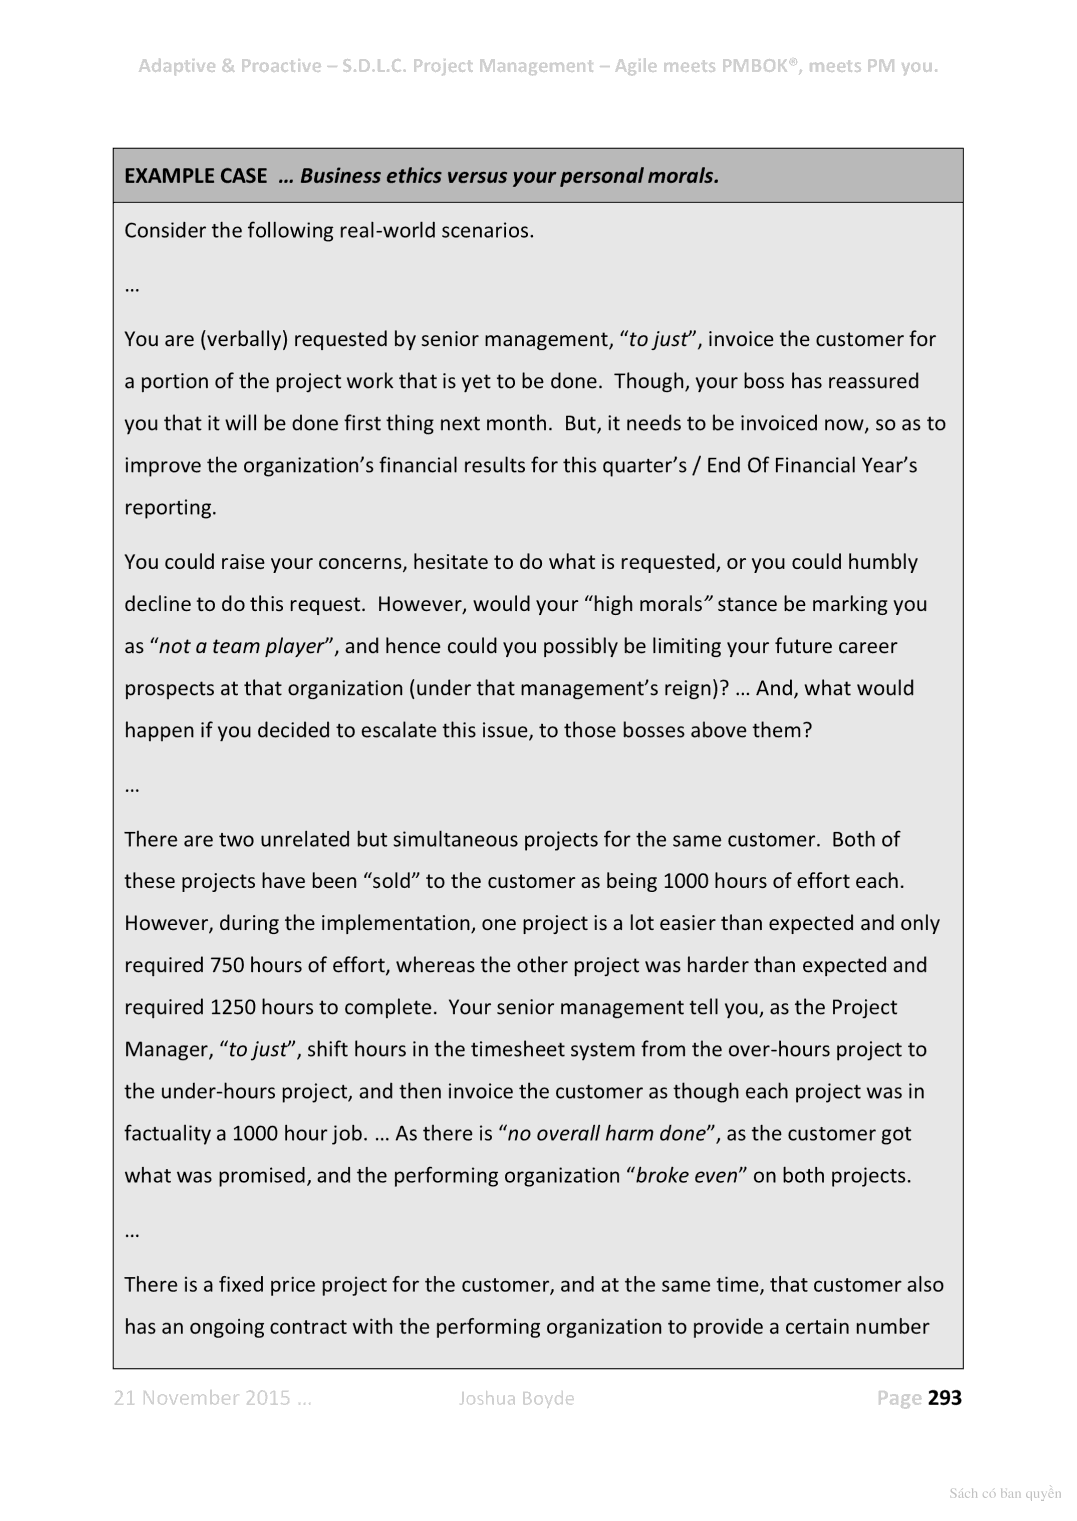 Adaptive & Proactive – S.D.L.C. Project Management – Agile meets PMBOK®, meets PM you.
EXAMPLE CASE … Business ethics versus your personal morals.
Consider the following real-world scenarios.
…
You are (verbally) requested by senior management, “to just”, invoice the customer for
a portion of the project work that is yet to be done.  Though, your boss has reassured
you that it will be done first thing next month.  But, it needs to be invoiced now, so as to
improve the organization’s financial results for this quarter’s / End Of Financial Year’s
reporting.
You could raise your concerns, hesitate to do what is requested, or you could humbly
decline to do this request.  However, would your “high morals” stance be marking you
as “not a team player”, and hence could you possibly be limiting your future career
prospects at that organization (under that management’s reign)? … And, what would
happen if you decided to escalate this issue, to those bosses above them?
…
There are two unrelated but simultaneous projects for the same customer.  Both of
these projects have been “sold” to the customer as being 1000 hours of effort each.
However, during the implementation, one project is a lot easier than expected and only
required 750 hours of effort, whereas the other project was harder than expected and
required 1250 hours to complete.  Your senior management tell you, as the Project
Manager, “to just”, shift hours in the timesheet system from the over-hours project to
the under-hours project, and then invoice the customer as though each project was in
factuality a 1000 hour job. … As there is “no overall harm done”, as the customer got
what was promised, and the performing organization “broke even” on both projects.
…
There is a fixed price project for the customer, and at the same time, that customer also
has an ongoing contract with the performing organization to provide a certain number
21 November 2015 … Joshua Boyde Page 293
Sách có bản quyền